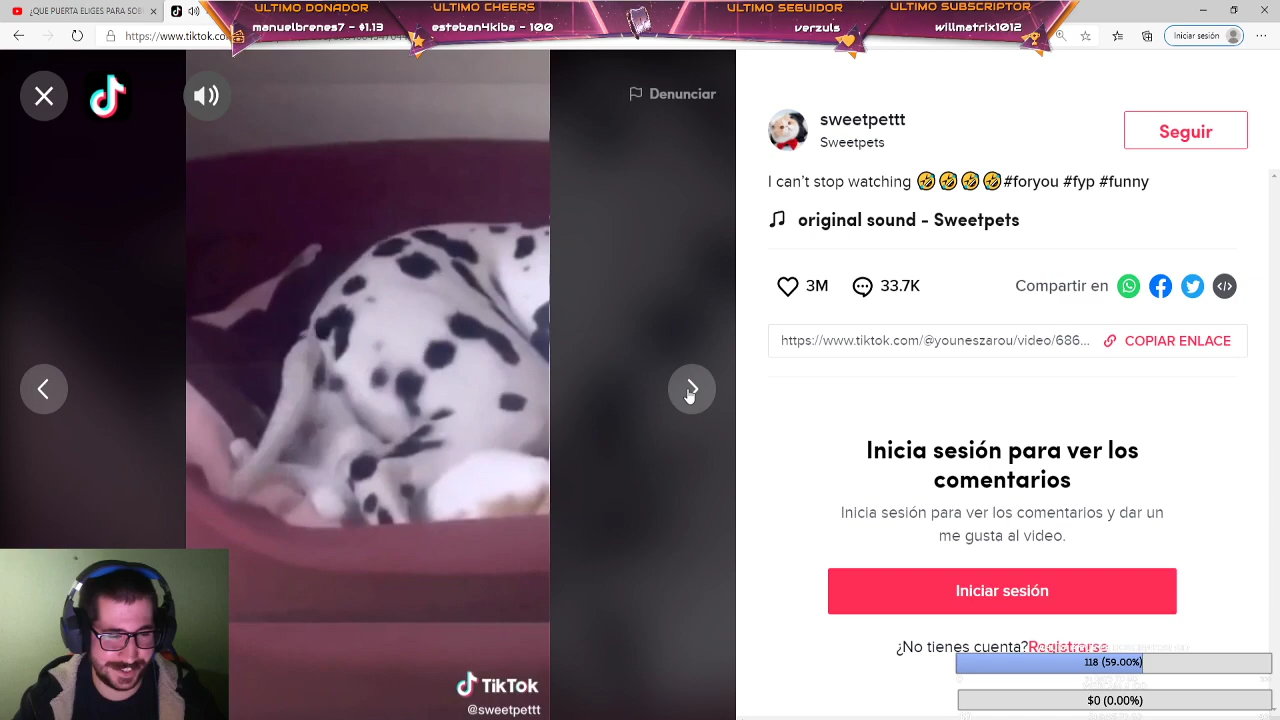 ULTIMO DONADOR
manuelbrenes7 - $1.13
ULTIMO CHEERS
esteban4kiba - 100
ULTIMO SEGUIDOR
verzuls
ULTIMO SUBSCRIPTOR
willmatrix1012
¿QUERTA ELIGES PARA SOB
https://www.tiktok.co
Iniciar sesión
Denunciar
sweetpettt
Sweetpets
Seguir
I can't stop watching 🤣🤣🤣🤣#foryou #fyp #funny
original sound - Sweetpets
3M
33.7K
Compartir en
https://www.tiktok.com/@youneszarou/video/686...
COPIAR ENLACE
Inicia sesión para ver los
comentarios
Inicia sesión para ver los comentarios y dar un
me gusta al video.
Iniciar sesión
¿No tienes cuenta?Registrarse
118 (59.00%)
$0 (0.00%)
TikTok
@sweetpettt